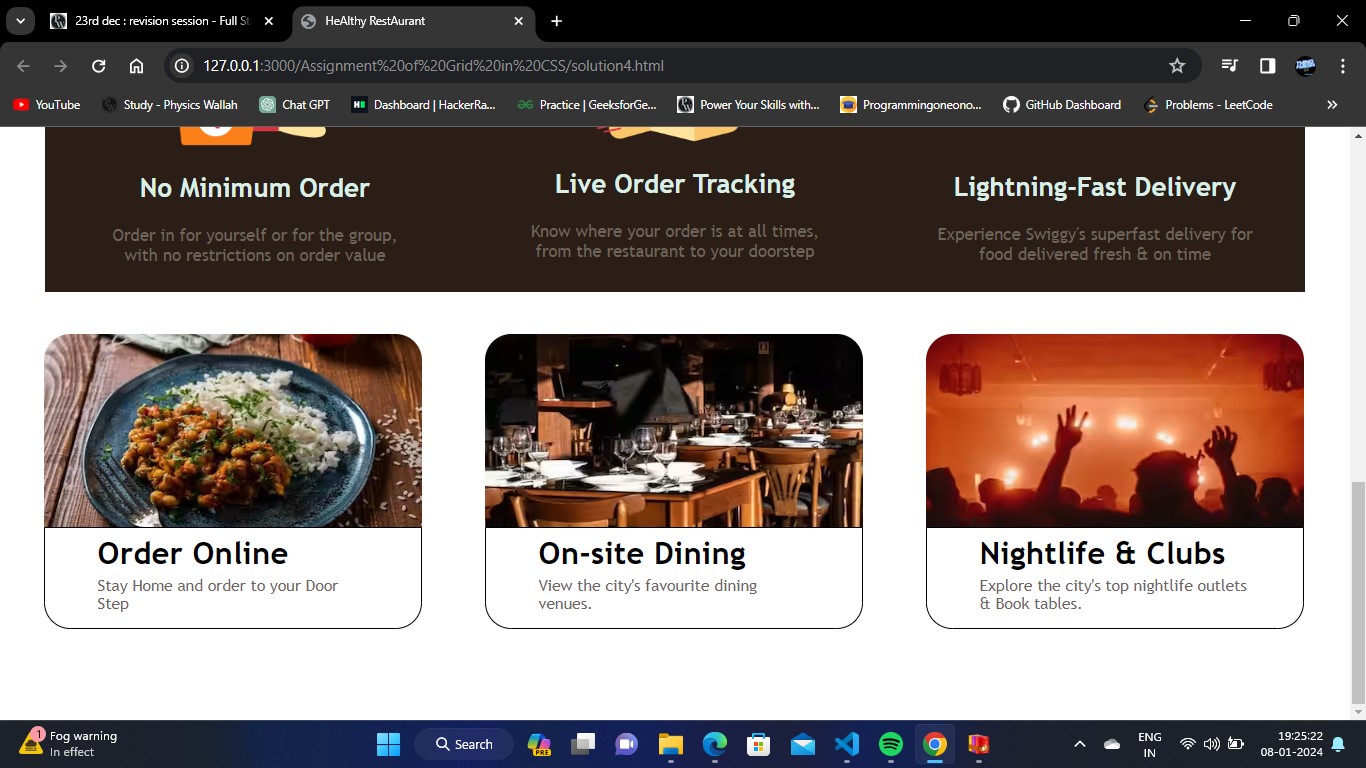 23rd dec : revision session - Full St
HeAlthy RestAurant
127.0.0.1:3000/Assignment%20of%20Grid%20in%20CSS/solution4.html
YouTube
Study - Physics Wallah
Chat GPT
Dashboard | HackerRa...
Practice | GeeksforGe...
Power Your Skills with...
Programmingoneono...
GitHub Dashboard
Problems - LeetCode
No Minimum Order
Order in for yourself or for the group,
with no restrictions on order value
Live Order Tracking
Know where your order is at all times,
from the restaurant to your doorstep
Lightning-Fast Delivery
Experience Swiggy's superfast delivery for
food delivered fresh & on time
Order Online
Stay Home and order to your Door
Step
On-site Dining
View the city's favourite dining
venues.
Nightlife & Clubs
Explore the city's top nightlife outlets
& Book tables.
1
Fog warning
In effect
Search
PRE
ENG
IN
19:25:22
08-01-2024